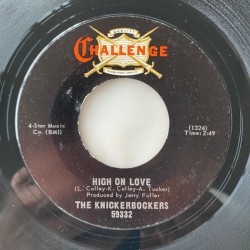 CHALLENGE
4-Star Music
Co. (BMI)
(1324)
Time: 2:49
HIGH ON LOVE
(L. Colley-K. Colley-A. Tucker)
Produced by Jerry Fuller
THE KNICKERBOCKERS
59332